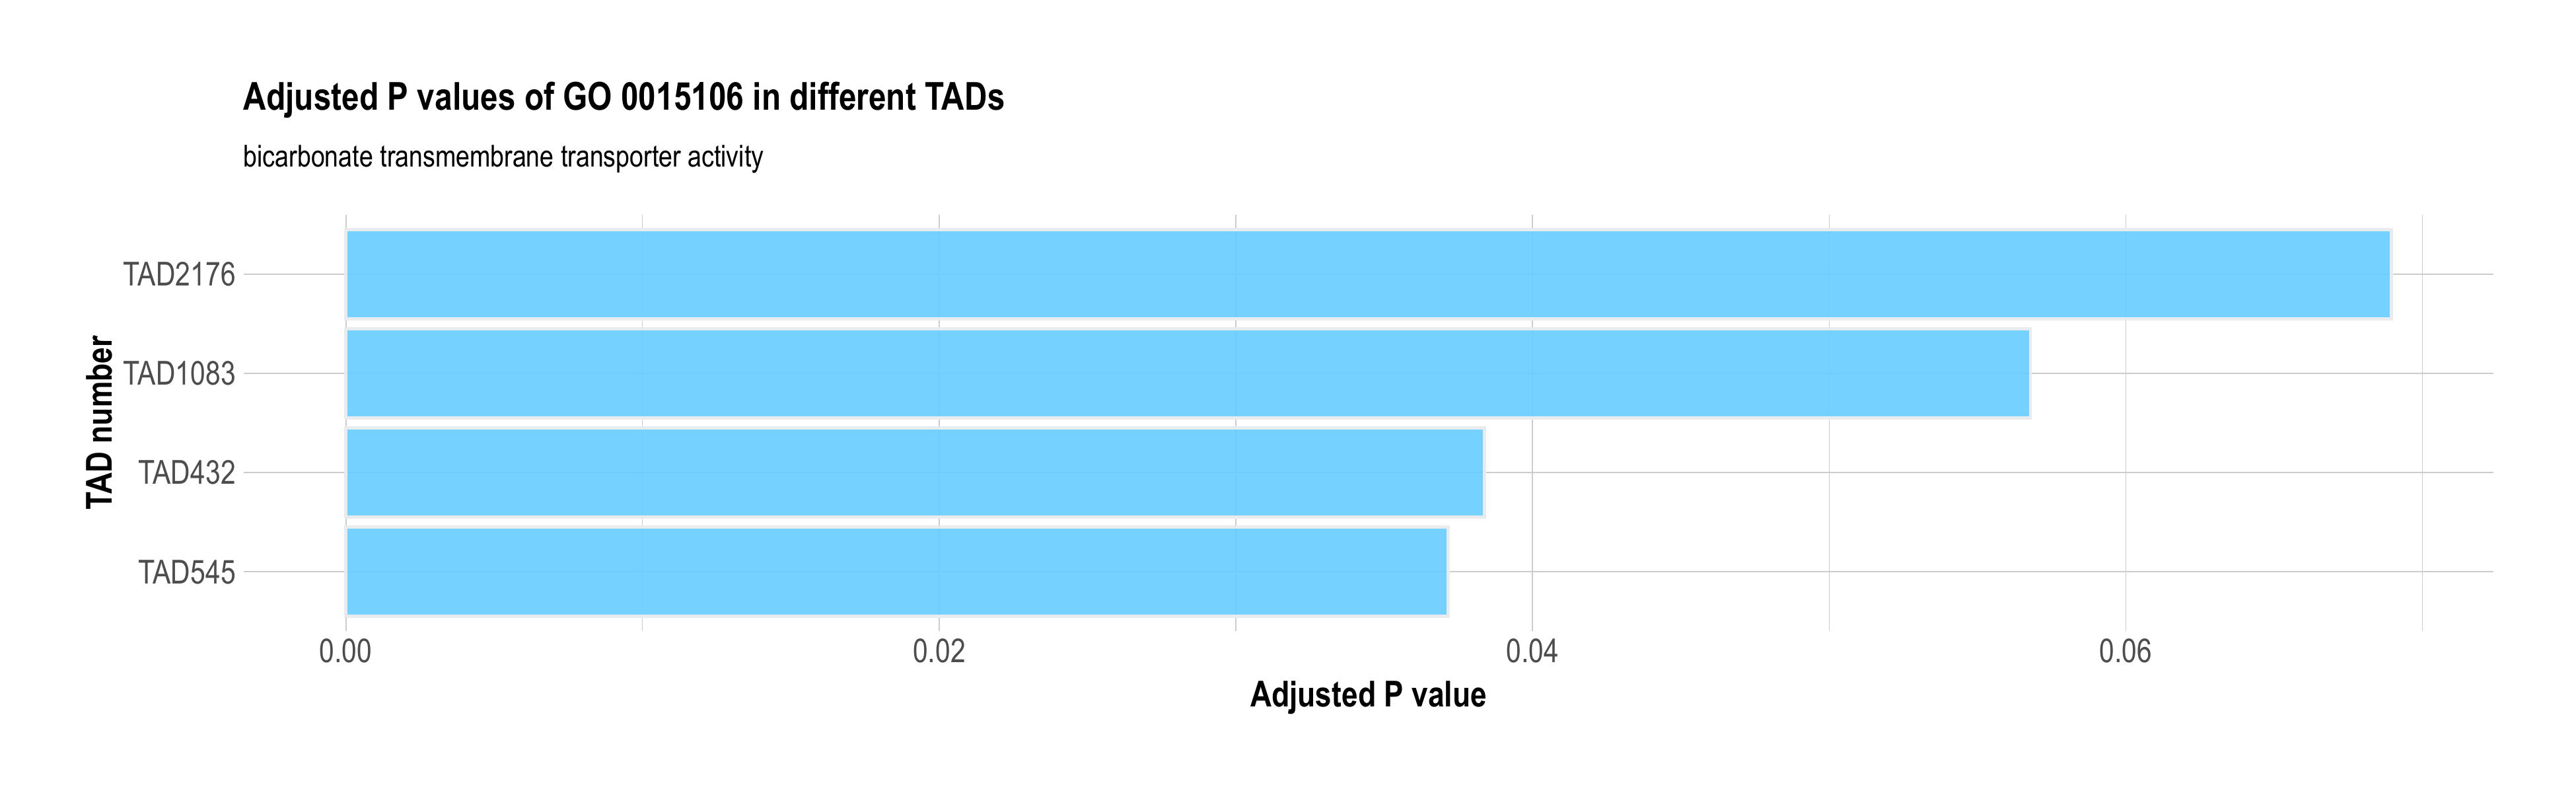 Adjusted P values of GO 0015106 in different TADs
bicarbonate transmembrane transporter activity
TAD number
TAD2176
TAD1083
TAD432
TAD545
0.00
0.02
0.04
0.06
Adjusted P value